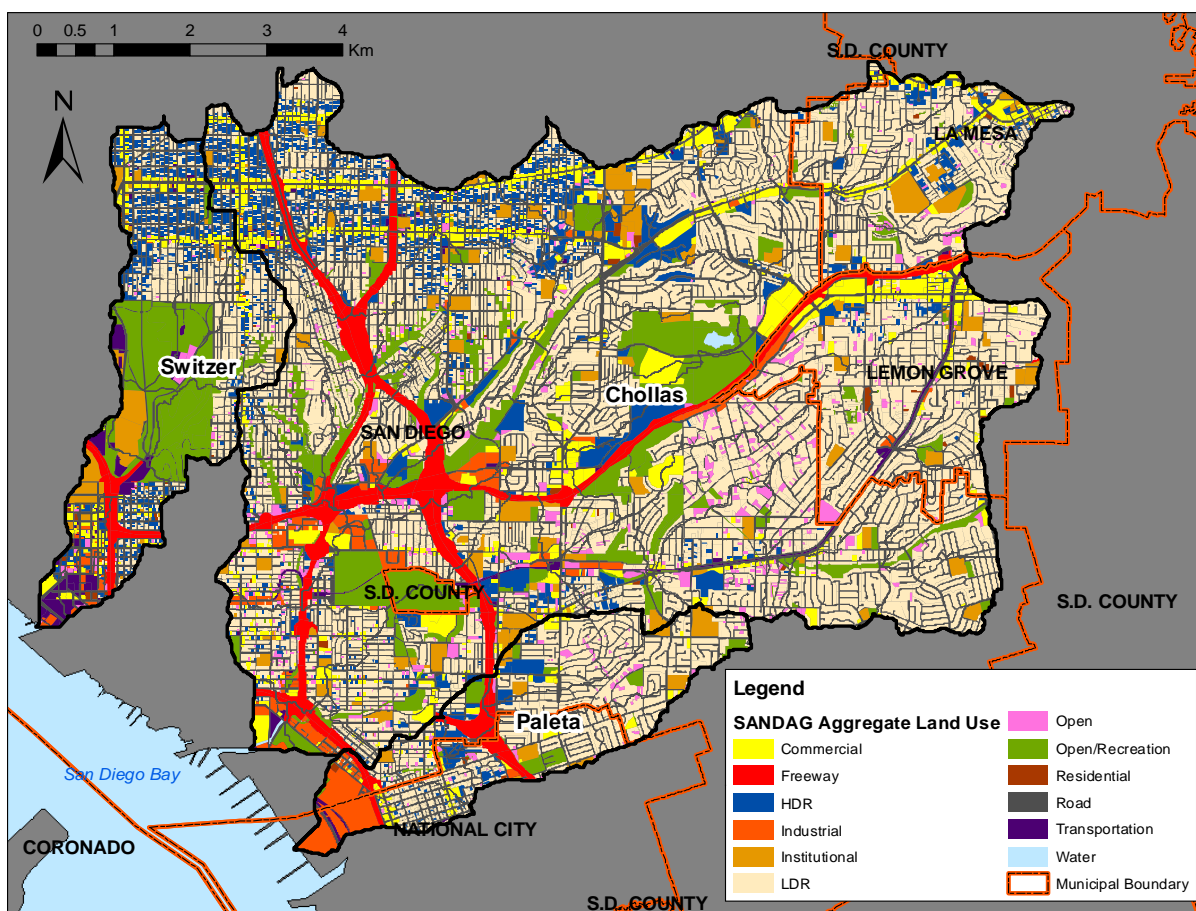 0 0.5 1 2 3 4
Km
N
S.D. COUNTY
LA MESA
Switzer
Chollas
LEMON GROVE
SAN DIEGO
S.D. COUNTY
S.D. COUNTY
Paleta
San Diego Bay
NATIONAL CITY
CORONADO
S.D. COUNTY
Legend
SANDAG Aggregate Land Use
Commercial
Freeway
HDR
Industrial
Institutional
LDR
Open
Open/Recreation
Residential
Road
Transportation
Water
Municipal Boundary